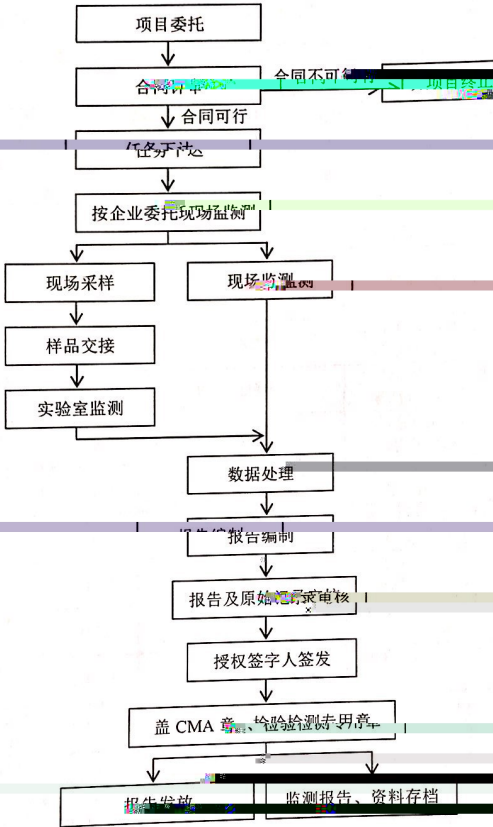 项目委托
合同评审
合同不可行
项目终止
合同可行
任务下达
按企业委托现场监测
现场采样
现场监测
样品交接
实验室监测
数据处理
报告编制
报告及原始记录审核
授权签字人签发
盖 CMA 章、检验检测专用章
报告发放
监测报告、资料存档